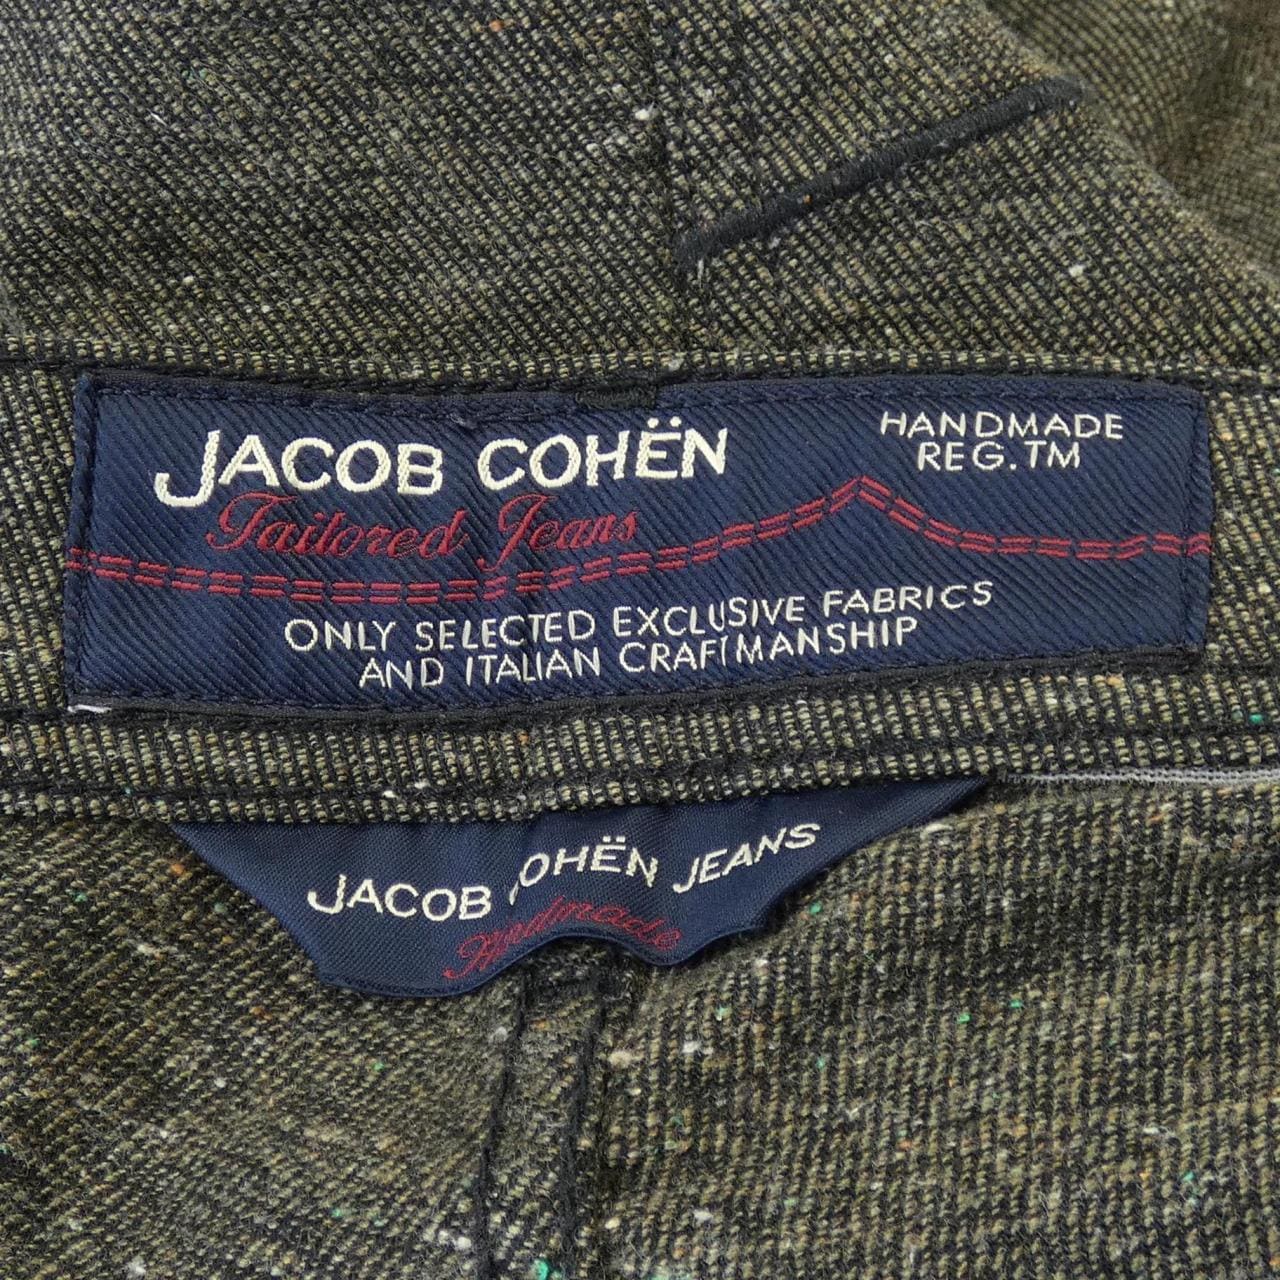 JACOB COHËN
HANDMADE
REG.TM
Tailored Jeans
ONLY SELECTED EXCLUSIVE FABRICS
AND ITALIAN CRAFTMANSHIP
JACOB COHËN JEANS
Handmade